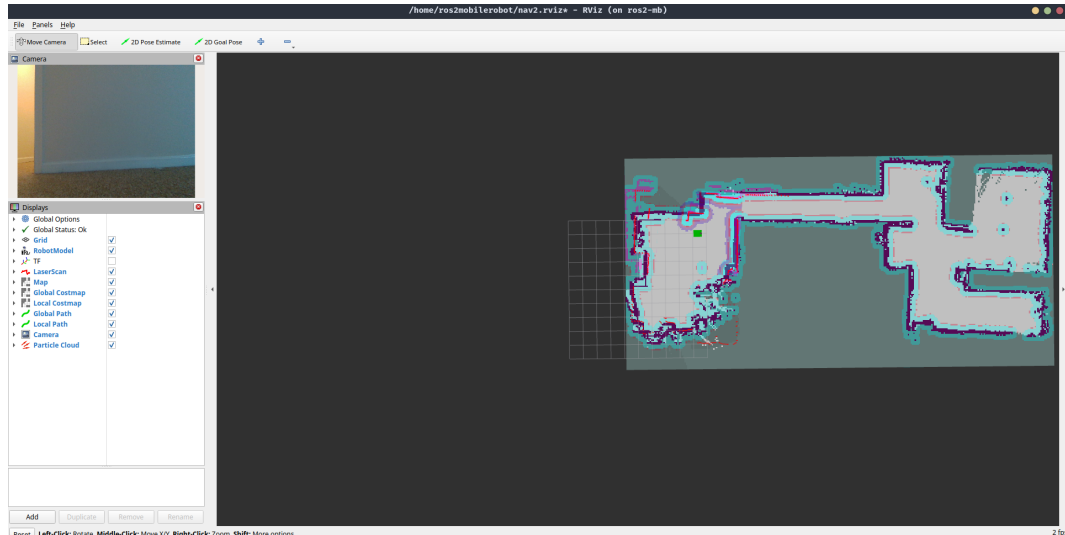 /home/ros2mobilerobot/nav2.rviz* - RViz (on ros2-mb)
File Panels Help
Move Camera Select 2D Pose Estimate 2D Goal Pose
Camera
Displays
Global Options
Global Status: Ok
Grid
RobotModel
TF
LaserScan
Map
Global Costmap
Local Costmap
Global Path
Local Path
Camera
Particle Cloud
Add Duplicate Remove Rename
Reset Left-Click: Rotate. Middle-Click: Move X/Y. Right-Click: Zoom. Shift: More options. 2 fps